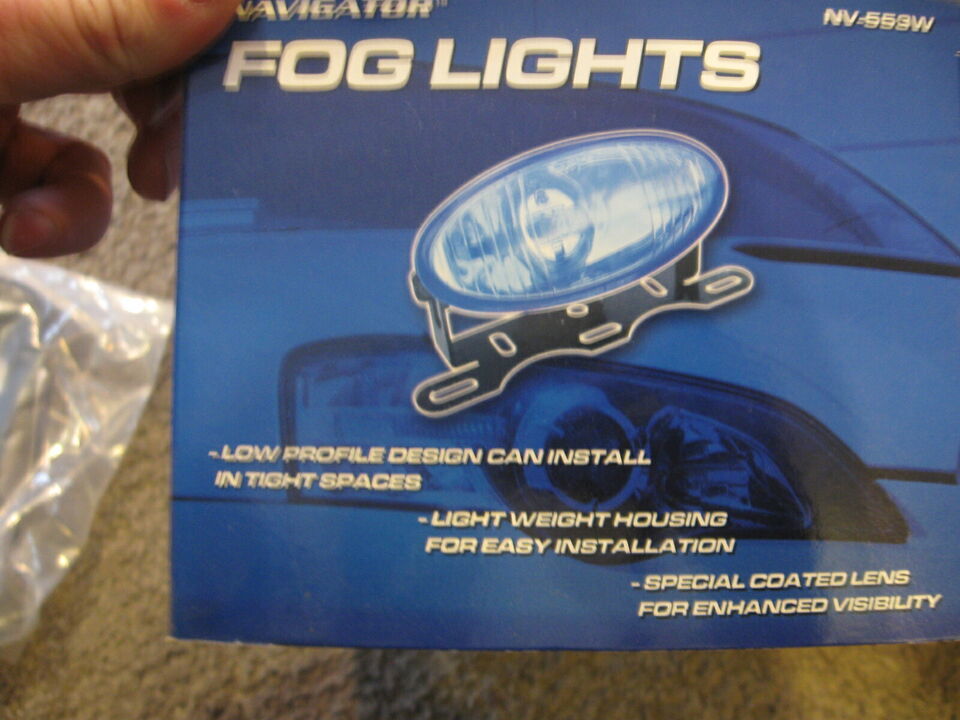 NAVIGATOR™
NV-553W
FOG LIGHTS
- LOW PROFILE DESIGN CAN INSTALL
IN TIGHT SPACES
- LIGHT WEIGHT HOUSING
FOR EASY INSTALLATION
- SPECIAL COATED LENS
FOR ENHANCED VISIBILITY